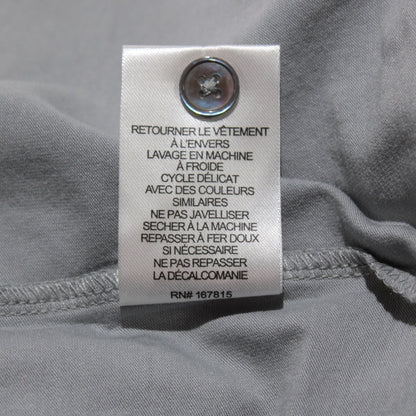 RETOURNER LE VÊTEMENT
À L'ENVERS
LAVAGE EN MACHINE
À FROIDE
CYCLE DÉLICAT
AVEC DES COULEURS
SIMILAIRES
NE PAS JAVELLISER
SECHER À LA MACHINE
REPASSER À FER DOUX
SI NÉCESSAIRE
NE PAS REPASSER
LA DÉCALCOMANIE
RN# 167815